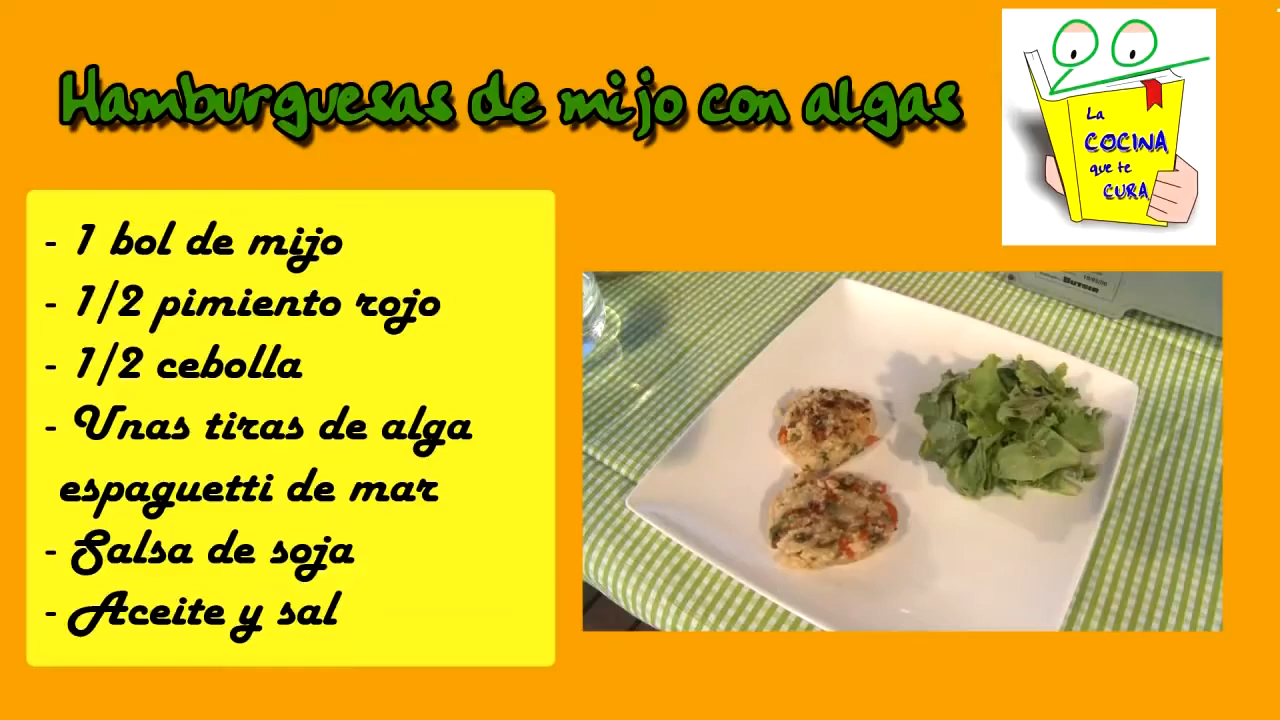 Hamburguesas de mijo con algas
La
COCINA
que te
CURA
- 1 bol de mijo
- 1/2 pimiento rojo
- 1/2 cebolla
- Unas tiras de alga
espaguetti de mar
- Salsa de soja
- Aceite y sal